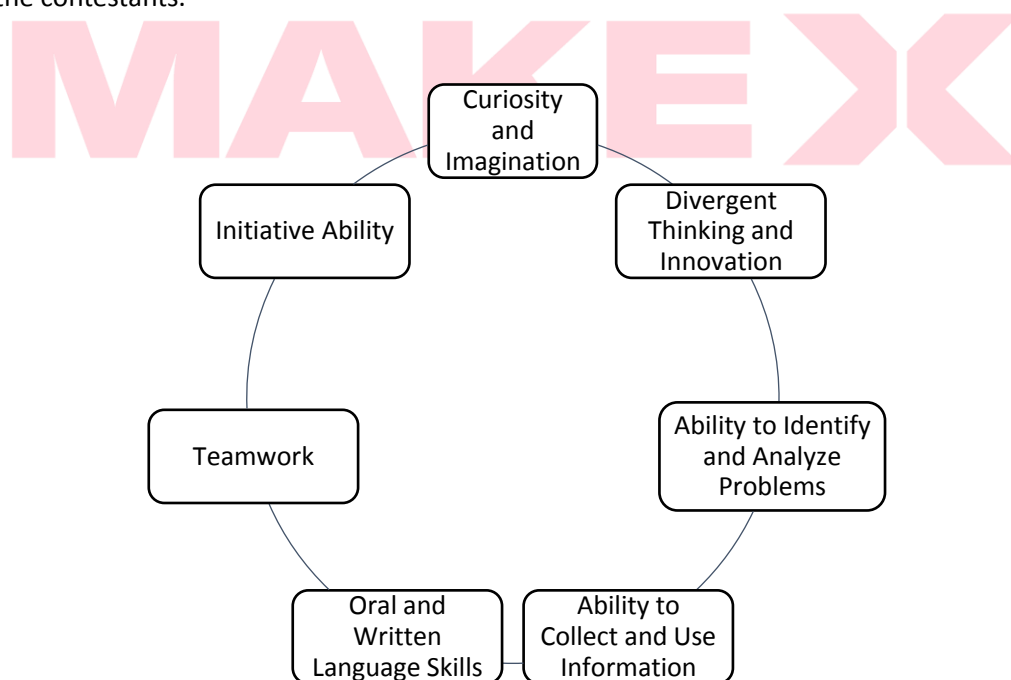 the contestants.
MAKEX
Curiosity
and
Imagination
Divergent
Thinking and
Innovation
Initiative Ability
Ability to Identify
and Analyze
Problems
Teamwork
Oral and
Written
Language Skills
Ability to
Collect and Use
Information